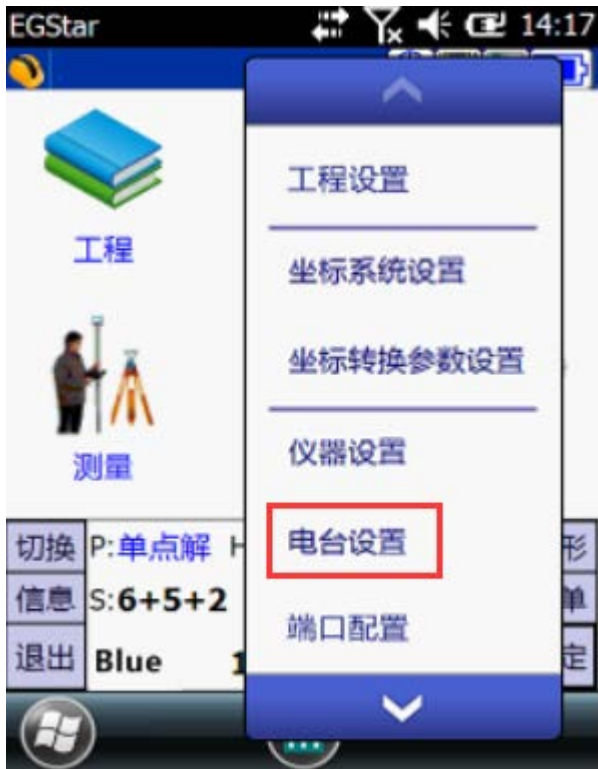 EGStar 14:17
工程
测量
工程设置
坐标系统设置
坐标转换参数设置
仪器设置
电台设置
端口配置
切换 P:单点解 H 形
信息 S:6+5+2 单
退出 Blue 1 定